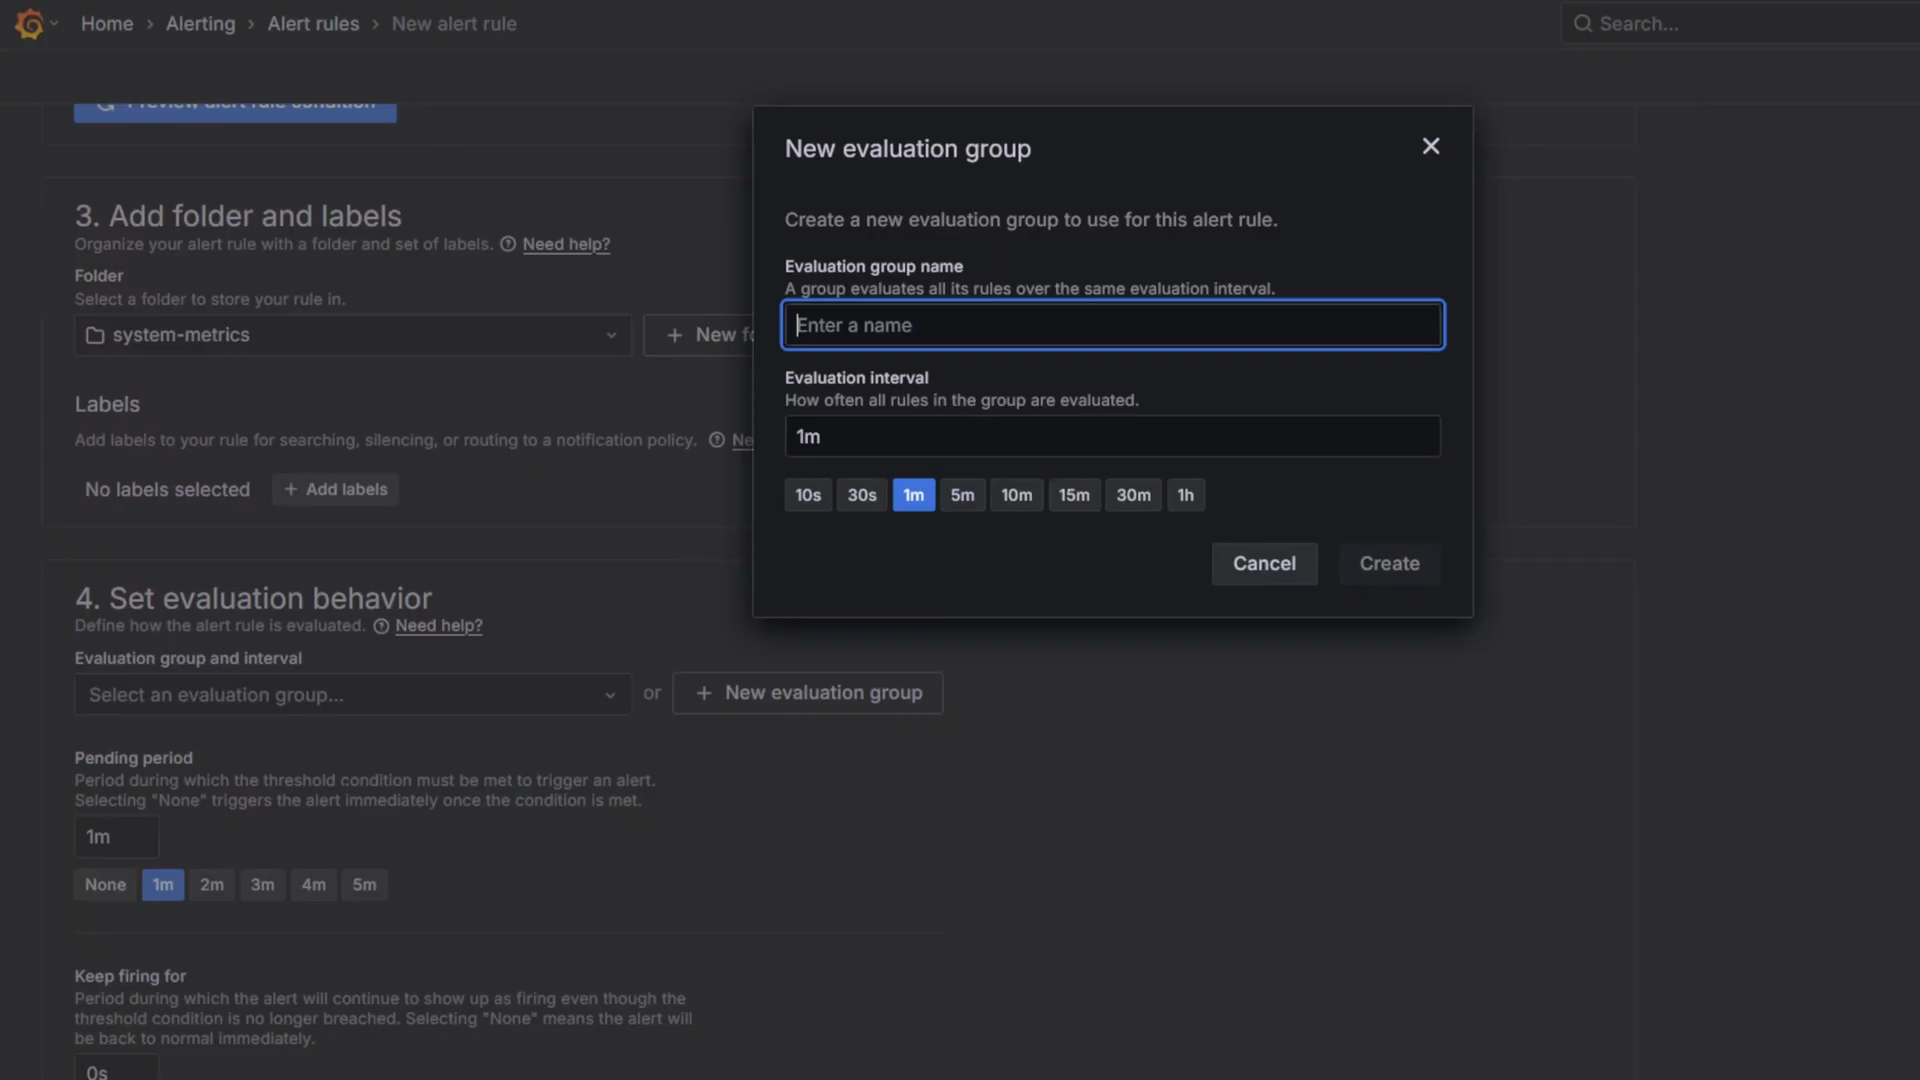 Home › Alerting › Alert rules › New alert rule
Search...
Preview alert rule condition
3. Add folder and labels
Organize your alert rule with a folder and set of labels. Need help?
Folder
Select a folder to store your rule in.
system-metrics
+ New fo
Labels
Add labels to your rule for searching, silencing, or routing to a notification policy. Ne
No labels selected + Add labels
4. Set evaluation behavior
Define how the alert rule is evaluated. Need help?
Evaluation group and interval
Select an evaluation group... or + New evaluation group
Pending period
Period during which the threshold condition must be met to trigger an alert.
Selecting "None" triggers the alert immediately once the condition is met.
1m
None 1m 2m 3m 4m 5m
Keep firing for
Period during which the alert will continue to show up as firing even though the
threshold condition is no longer breached. Selecting "None" means the alert will
be back to normal immediately.
0s
New evaluation group
Create a new evaluation group to use for this alert rule.
Evaluation group name
A group evaluates all its rules over the same evaluation interval.
Enter a name
Evaluation interval
How often all rules in the group are evaluated.
1m
10s 30s 1m 5m 10m 15m 30m 1h
Cancel Create